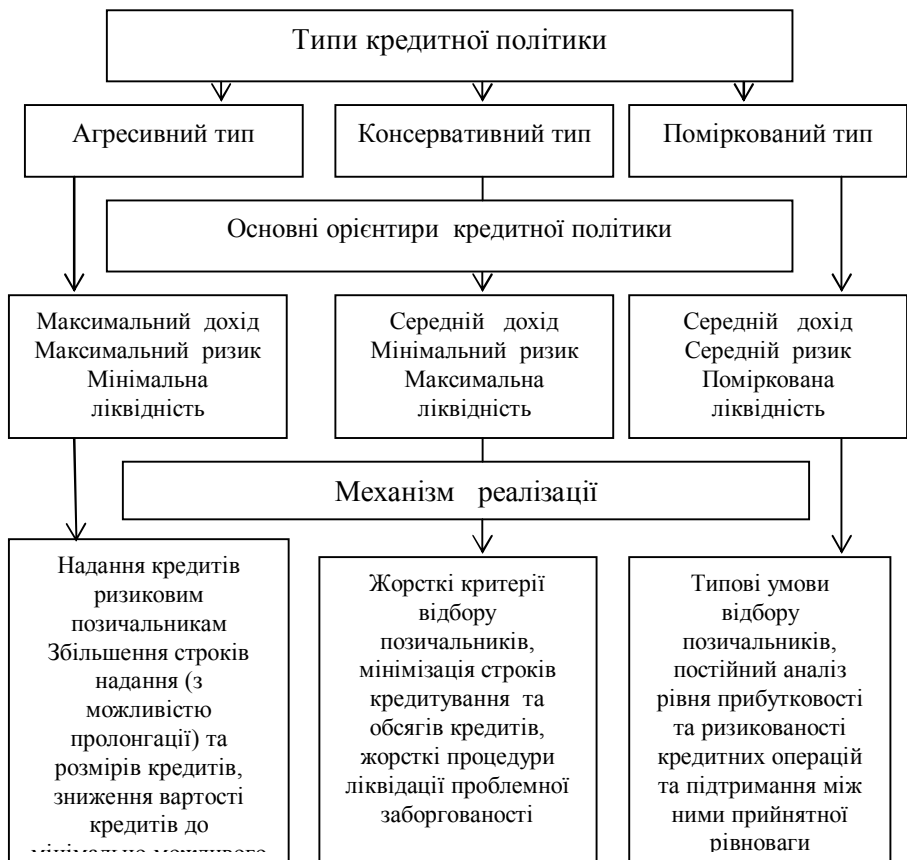 Типи кредитної політики
Агресивний тип
Консервативний тип
Поміркований тип
Основні орієнтири кредитної політики
Максимальний дохід
Максимальний ризик
Мінімальна
ліквідність
Середній дохід
Мінімальний ризик
Максимальна
ліквідність
Середній дохід
Середній ризик
Поміркована
ліквідність
Механізм реалізації
Надання кредитів
ризиковим
позичальникам
Збільшення строків
надання (з
можливістю
пролонгації) та
розмірів кредитів,
зниження вартості
кредитів до
Жорсткі критерії
відбору
позичальників,
мінімізація строків
кредитування та
обсягів кредитів,
жорсткі процедури
ліквідації проблемної
заборгованості
Типові умови
відбору
позичальників,
постійний аналіз
рівня прибутковості
та ризикованості
кредитних операцій
та підтримання між
ними прийнятної
рівноваги